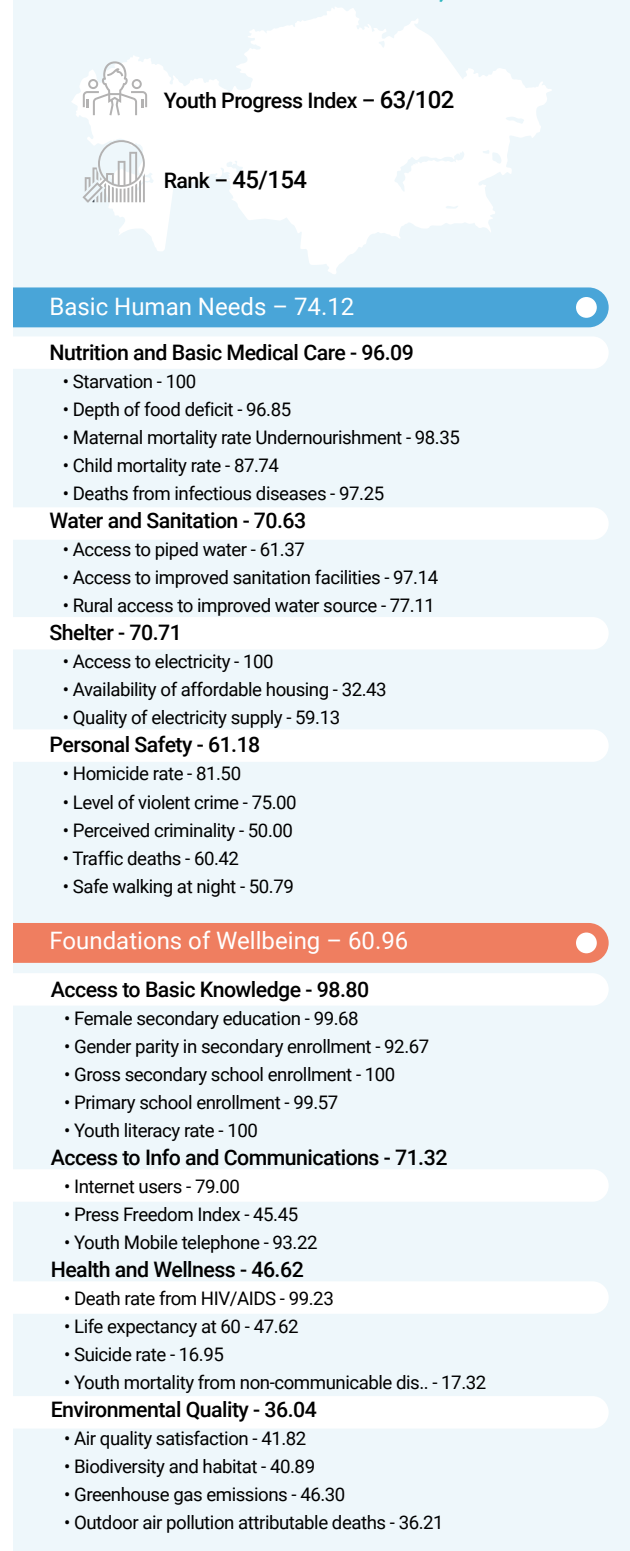 Youth Progress Index – 63/102
Rank – 45/154
Basic Human Needs – 74.12
Nutrition and Basic Medical Care - 96.09
• Starvation - 100
• Depth of food deficit - 96.85
• Maternal mortality rate Undernourishment - 98.35
• Child mortality rate - 87.74
• Deaths from infectious diseases - 97.25
Water and Sanitation - 70.63
• Access to piped water - 61.37
• Access to improved sanitation facilities - 97.14
• Rural access to improved water source - 77.11
Shelter - 70.71
• Access to electricity - 100
• Availability of affordable housing - 32.43
• Quality of electricity supply - 59.13
Personal Safety - 61.18
• Homicide rate - 81.50
• Level of violent crime - 75.00
• Perceived criminality - 50.00
• Traffic deaths - 60.42
• Safe walking at night - 50.79
Foundations of Wellbeing – 60.96
Access to Basic Knowledge - 98.80
• Female secondary education - 99.68
• Gender parity in secondary enrollment - 92.67
• Gross secondary school enrollment - 100
• Primary school enrollment - 99.57
• Youth literacy rate - 100
Access to Info and Communications - 71.32
• Internet users - 79.00
• Press Freedom Index - 45.45
• Youth Mobile telephone - 93.22
Health and Wellness - 46.62
• Death rate from HIV/AIDS - 99.23
• Life expectancy at 60 - 47.62
• Suicide rate - 16.95
• Youth mortality from non-communicable dis.. - 17.32
Environmental Quality - 36.04
• Air quality satisfaction - 41.82
• Biodiversity and habitat - 40.89
• Greenhouse gas emissions - 46.30
• Outdoor air pollution attributable deaths - 36.21